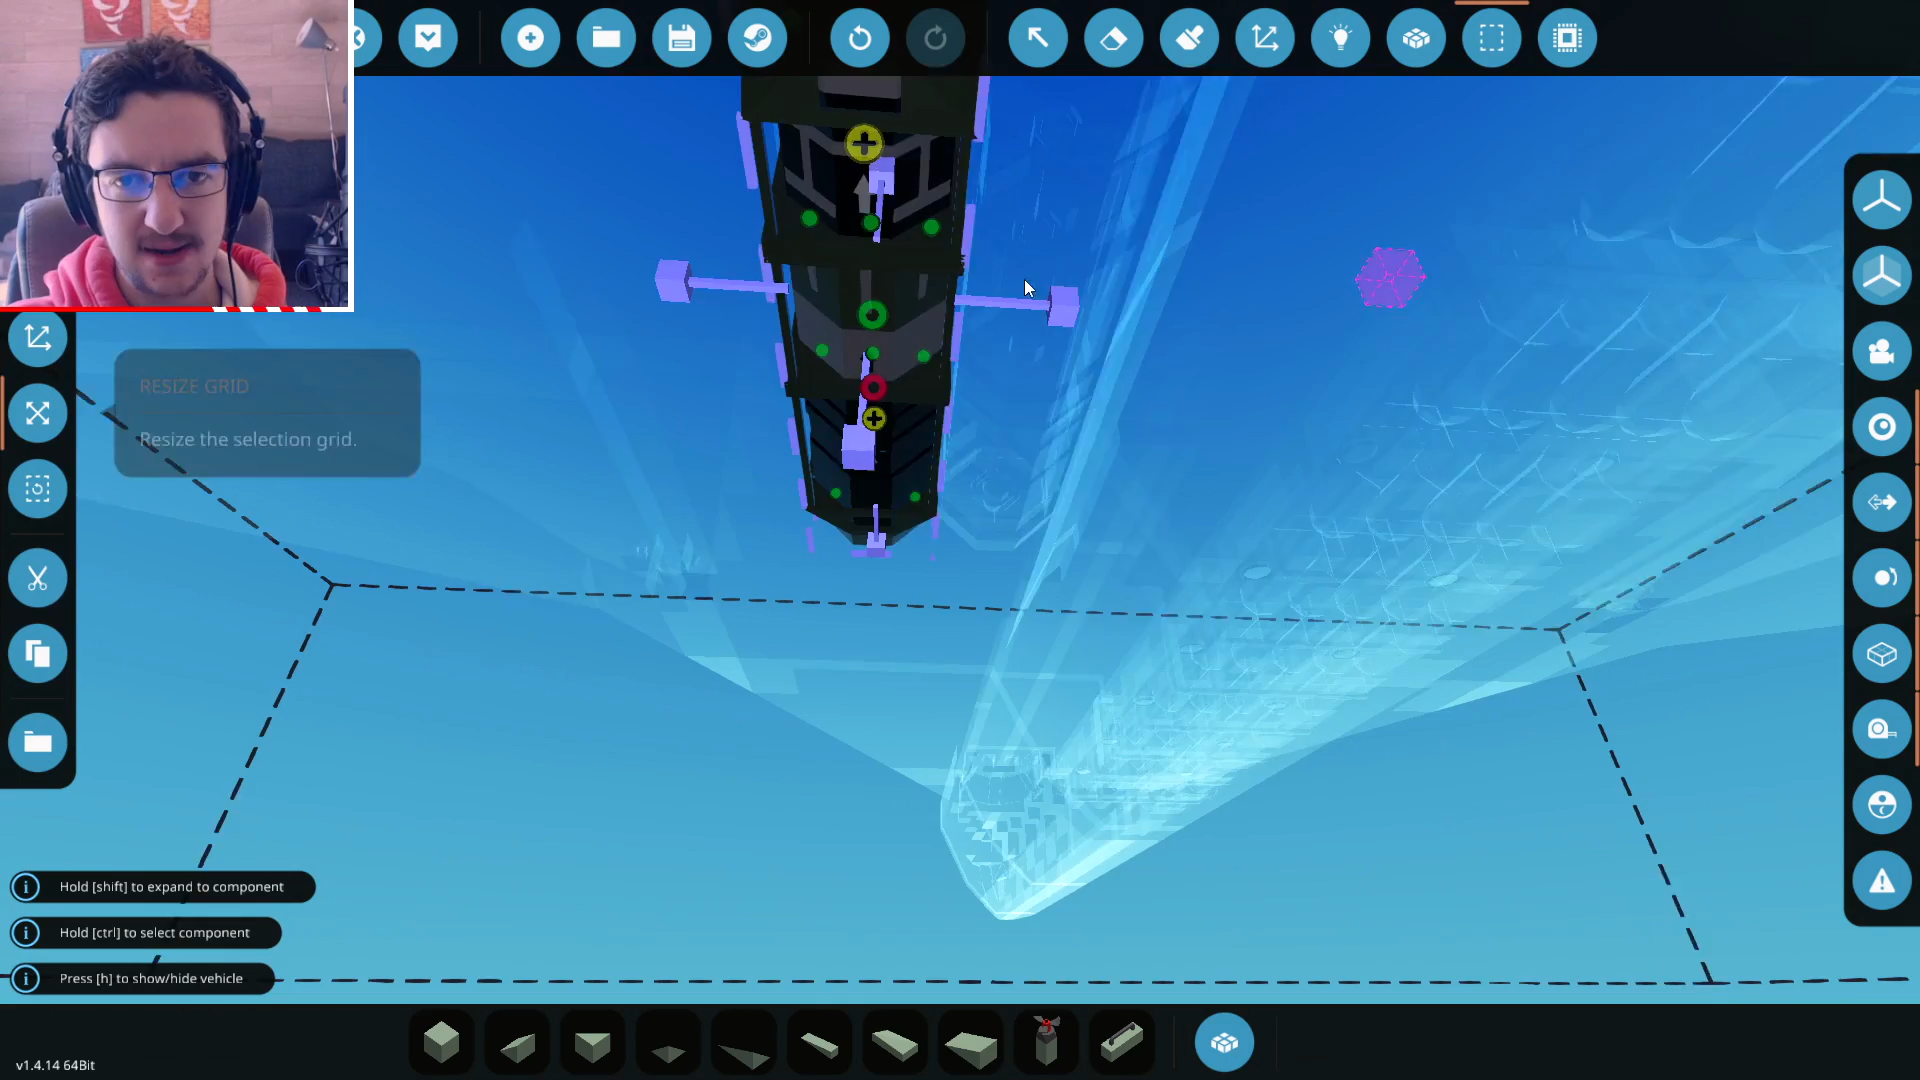 RESIZE GRID
Resize the selection grid.
Hold [shift] to expand to component
Hold [ctrl] to select component
Press [h] to show/hide vehicle
v1.4.14 64Bit